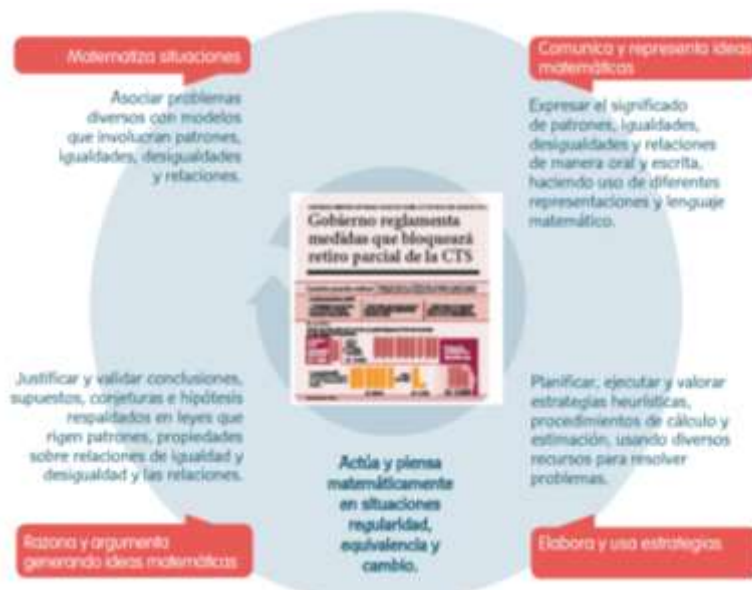 Matematiza situaciones
Asociar problemas
diversos con modelos
que involucran patrones,
igualdades, desigualdades
y relaciones.
Comunica y representa ideas
matemáticas
Expresar el significado
de patrones, igualdades,
desigualdades y relaciones
de manera oral y escrita,
haciendo uso de diferentes
representaciones y lenguaje
matemático.
Gobierno reglamenta
medidas que bloqueará
retiro parcial de la CTS
Justificar y validar conclusiones,
supuestos, conjeturas e hipótesis
respaldados en leyes que
rigen patrones, propiedades
sobre relaciones de igualdad y
desigualdad y las relaciones.
Razona y argumenta
generando ideas matemáticas
Actúa y piensa
matemáticamente
en situaciones
regularidad,
equivalencia y
cambio.
Planificar, ejecutar y valorar
estrategias heurísticas,
procedimientos de cálculo y
estimación, usando diversos
recursos para resolver
problemas.
Elabora y usa estrategias